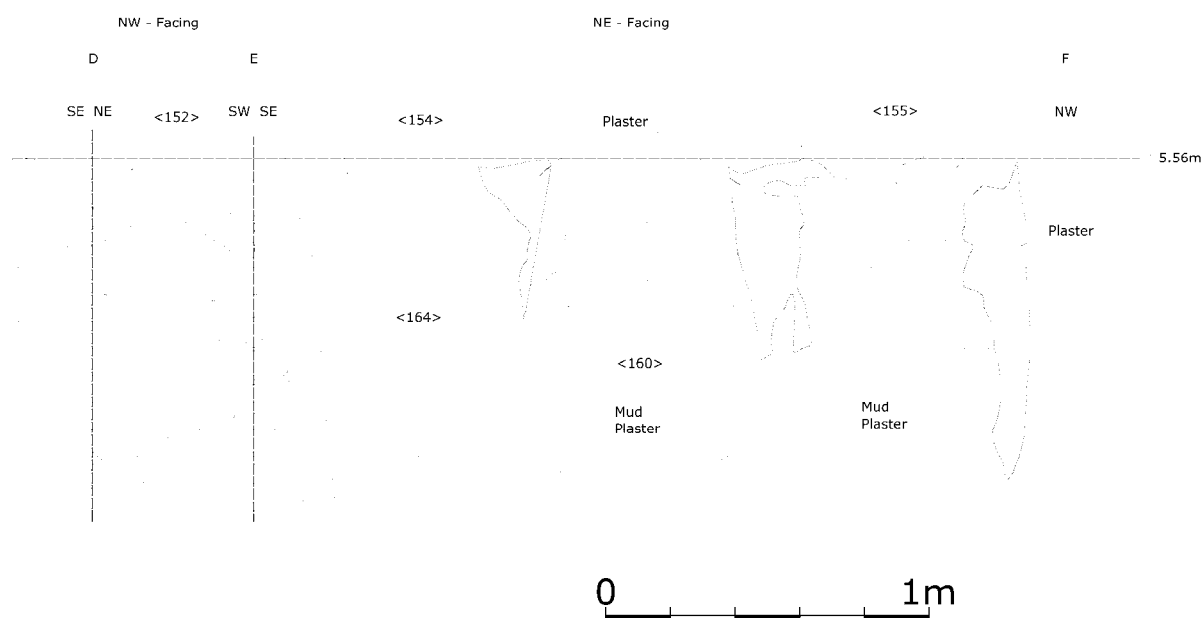 NW - Facing
NE - Facing
D
E
F
SE NE
<152>
SW SE
<154>
Plaster
<155>
NW
5.56m
Plaster
<164>
<160>
Mud
Plaster
Mud
Plaster
0
1m